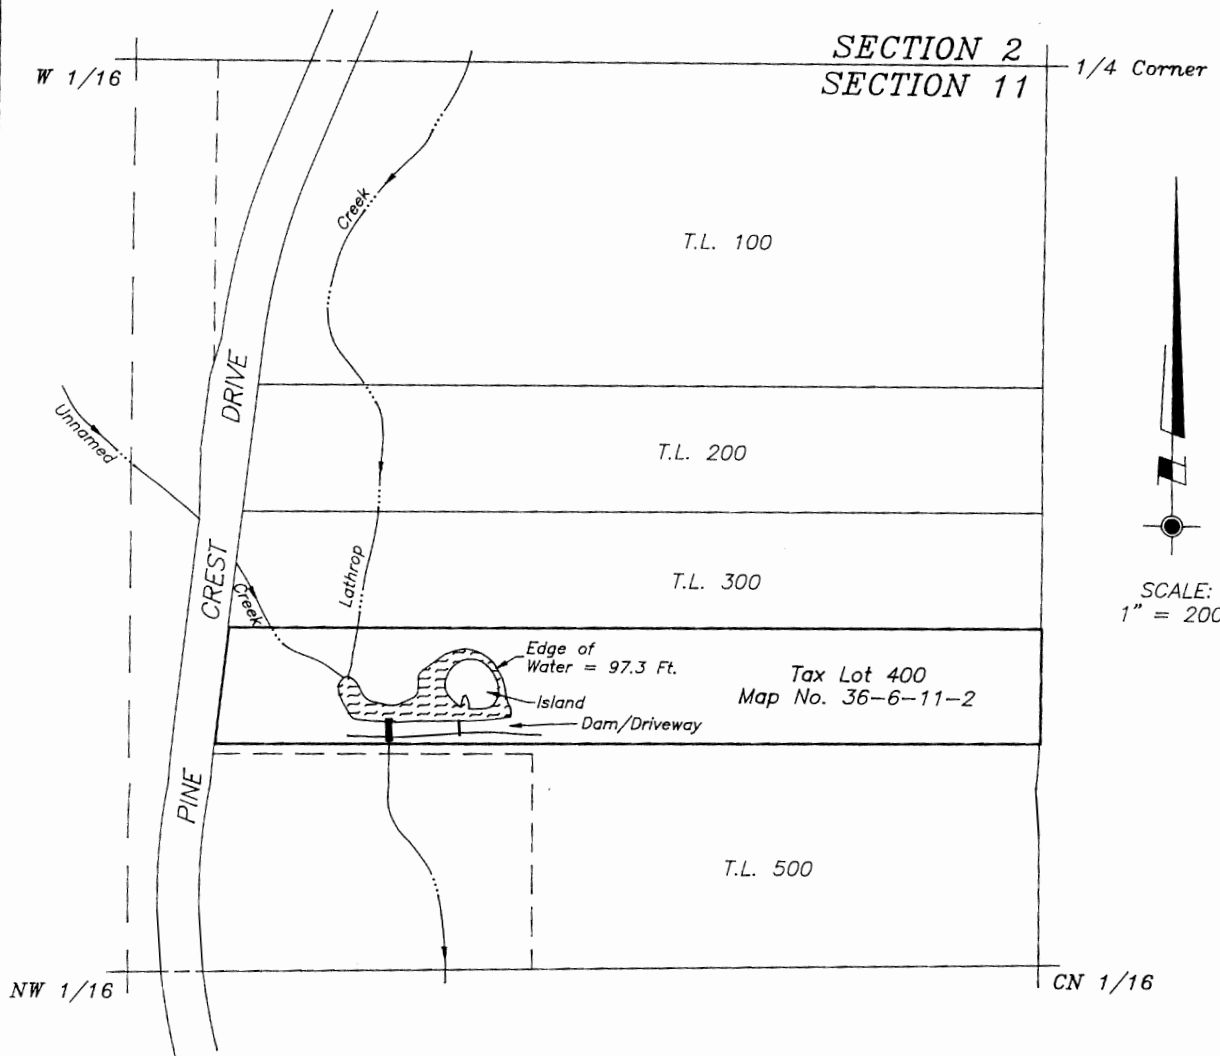 SECTION 2
W 1/16
1/4 Corner
SECTION 11
Creek
T.L. 100
DRIVE
Unnamed
T.L. 200
CREST
Lathrop
T.L. 300
Creek
SCALE:
1" = 200
Edge of
Water = 97.3 Ft.
Tax Lot 400
Map No. 36-6-11-2
Island
Dam/Driveway
PINE
T.L. 500
NW 1/16
CN 1/16